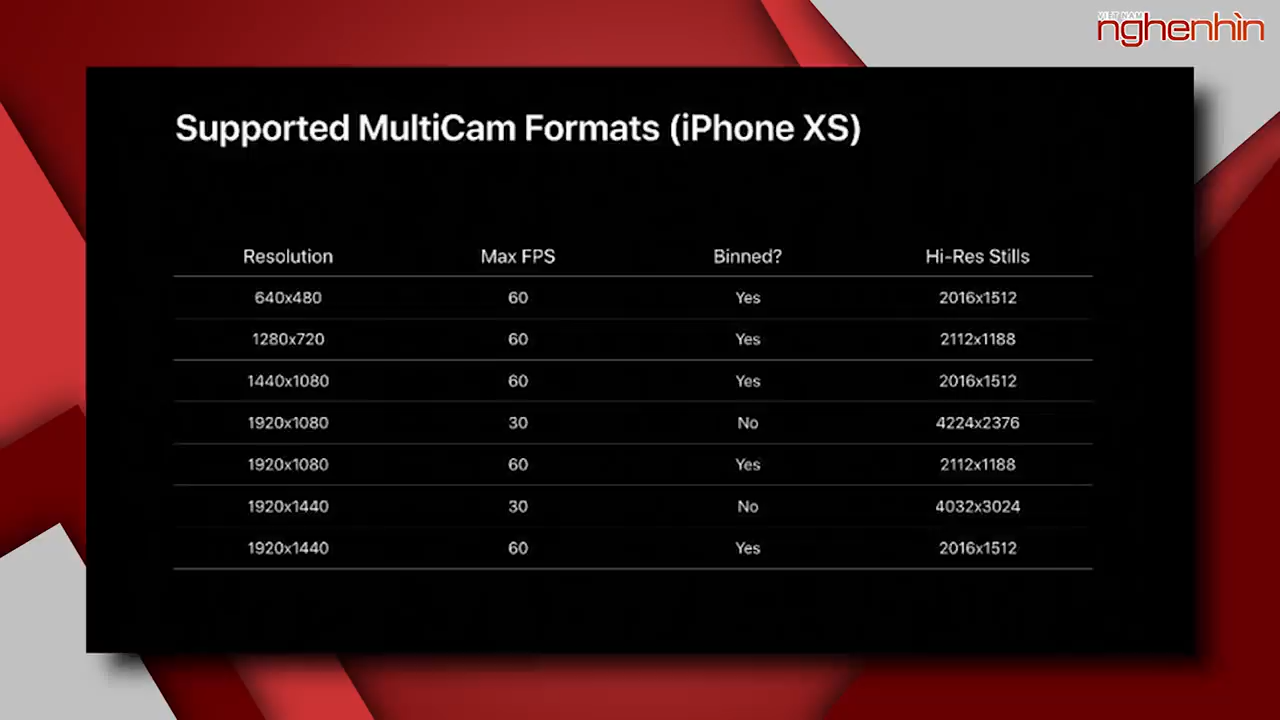 VIỆT NAM
nghenhìn
Supported MultiCam Formats (iPhone XS)
Resolution Max FPS Binned? Hi-Res Stills
640x480 60 Yes 2016x1512
1280x720 60 Yes 2112x1188
1440x1080 60 Yes 2016x1512
1920x1080 30 No 4224x2376
1920x1080 60 Yes 2112x1188
1920x1440 30 No 4032x3024
1920x1440 60 Yes 2016x1512